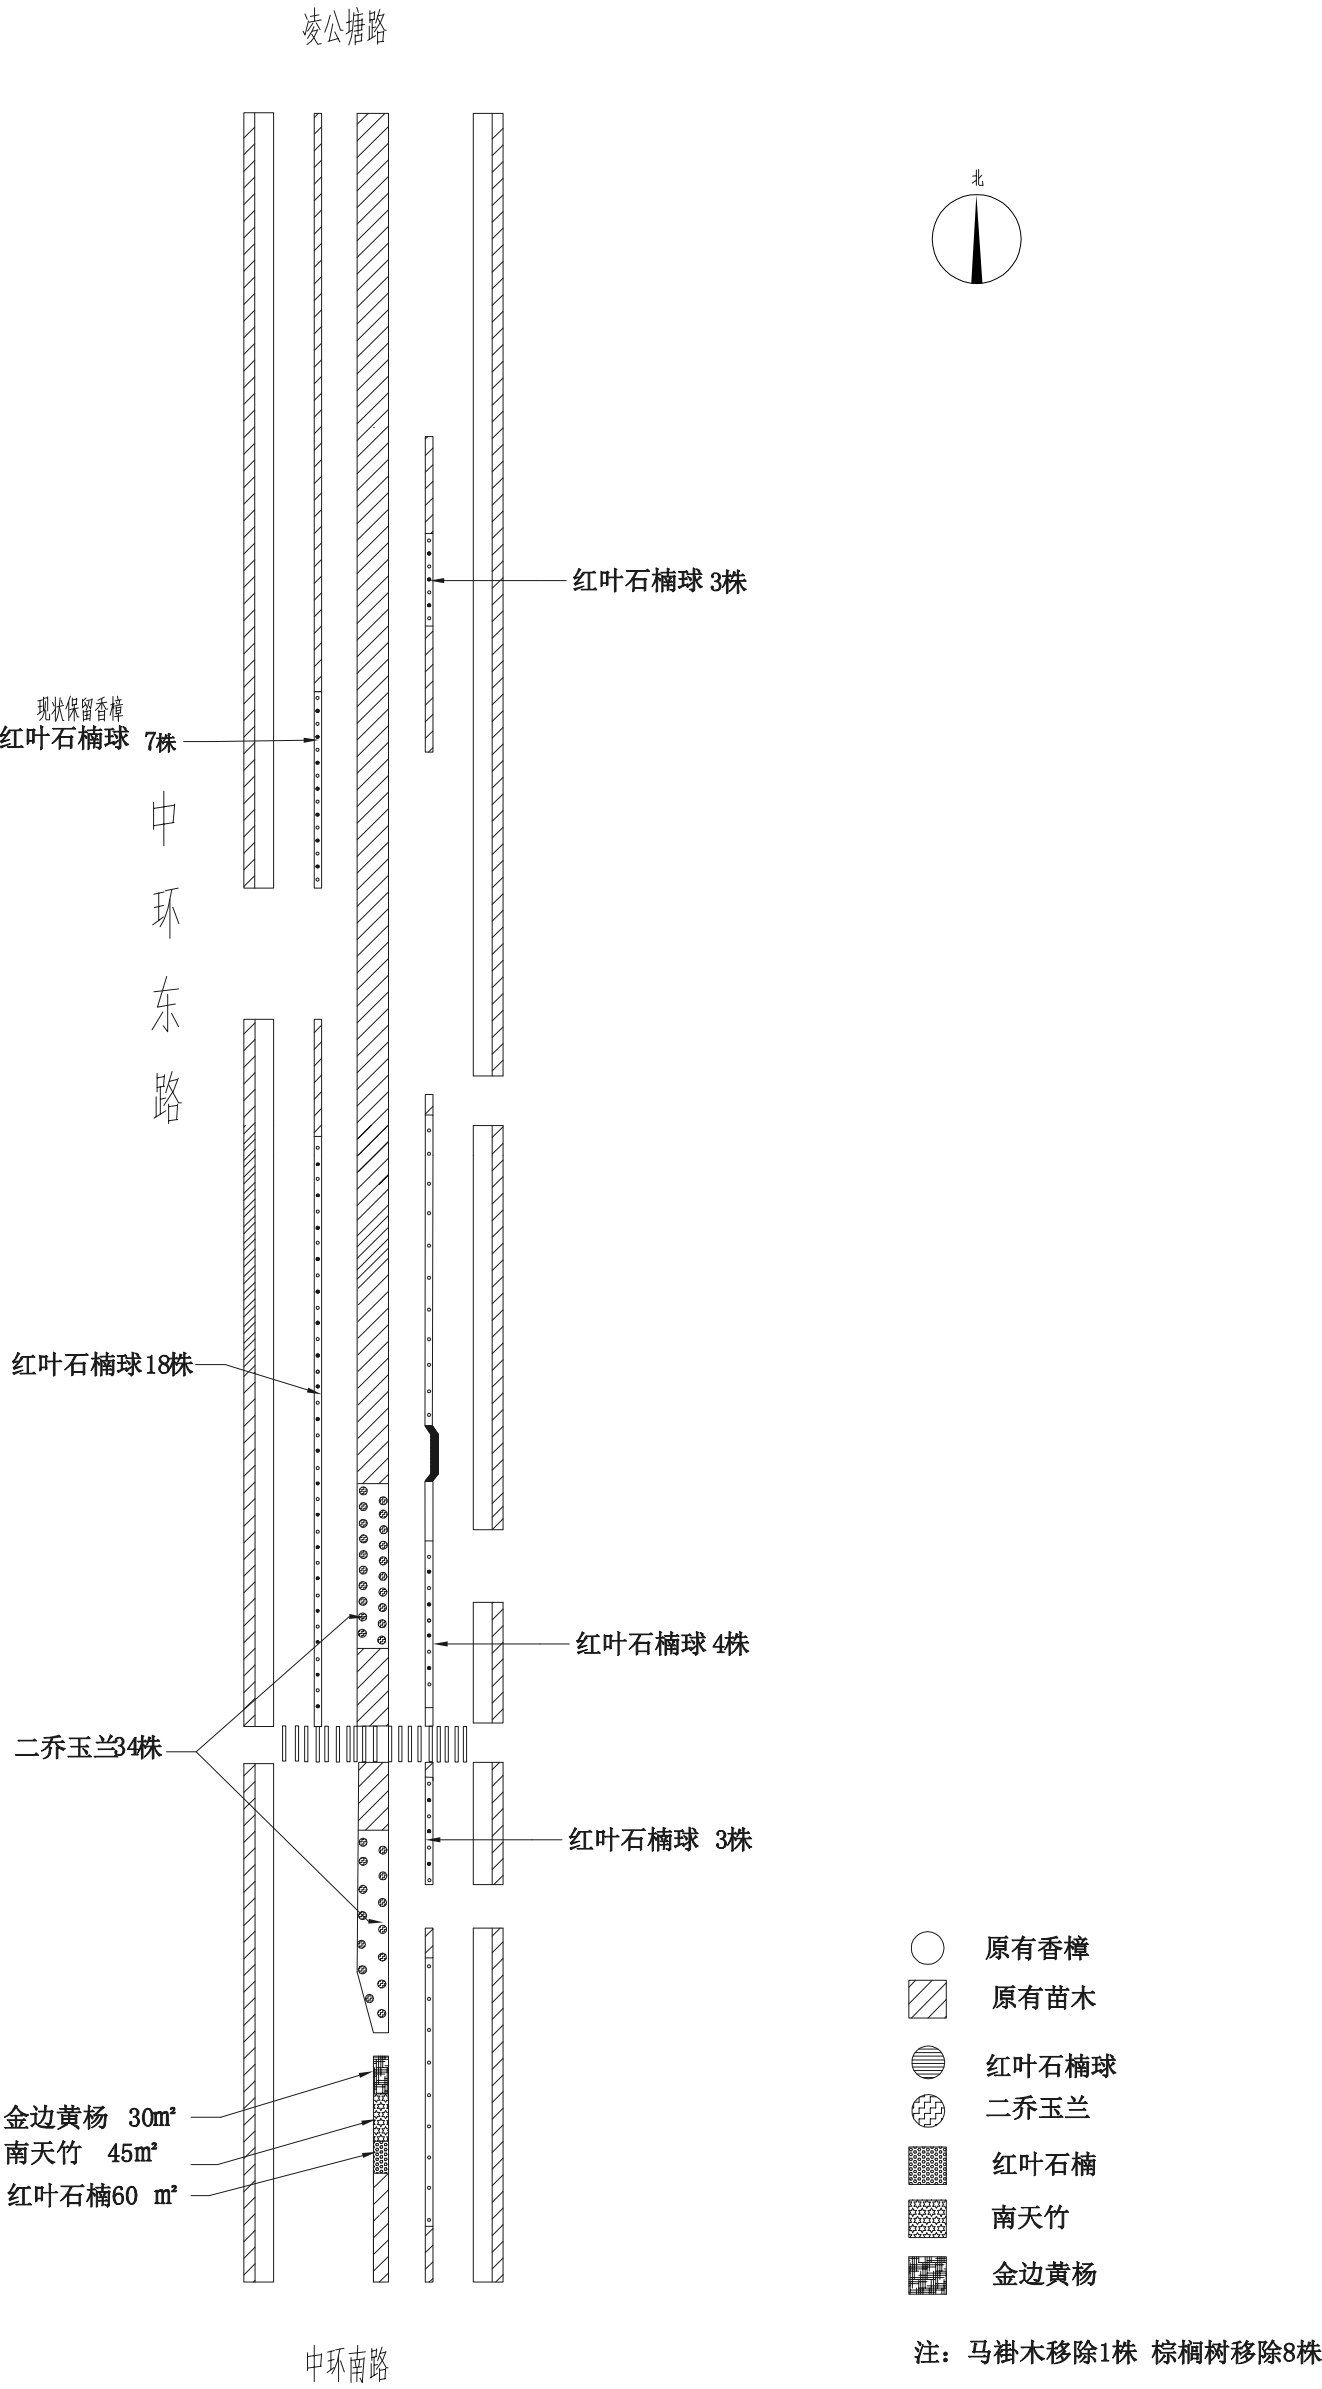 凌公塘路
北
红叶石楠球 3株
现状保留香樟
红叶石楠球 7株
中
环
东
路
红叶石楠球18株
红叶石楠球 4株
二乔玉兰34株
红叶石楠球 3株
原有香樟
原有苗木
红叶石楠球
二乔玉兰
金边黄杨 30m²
南天竹 45m²
红叶石楠60 m²
红叶石楠
南天竹
金边黄杨
注：马褂木移除1株 棕榈树移除8株
中环南路